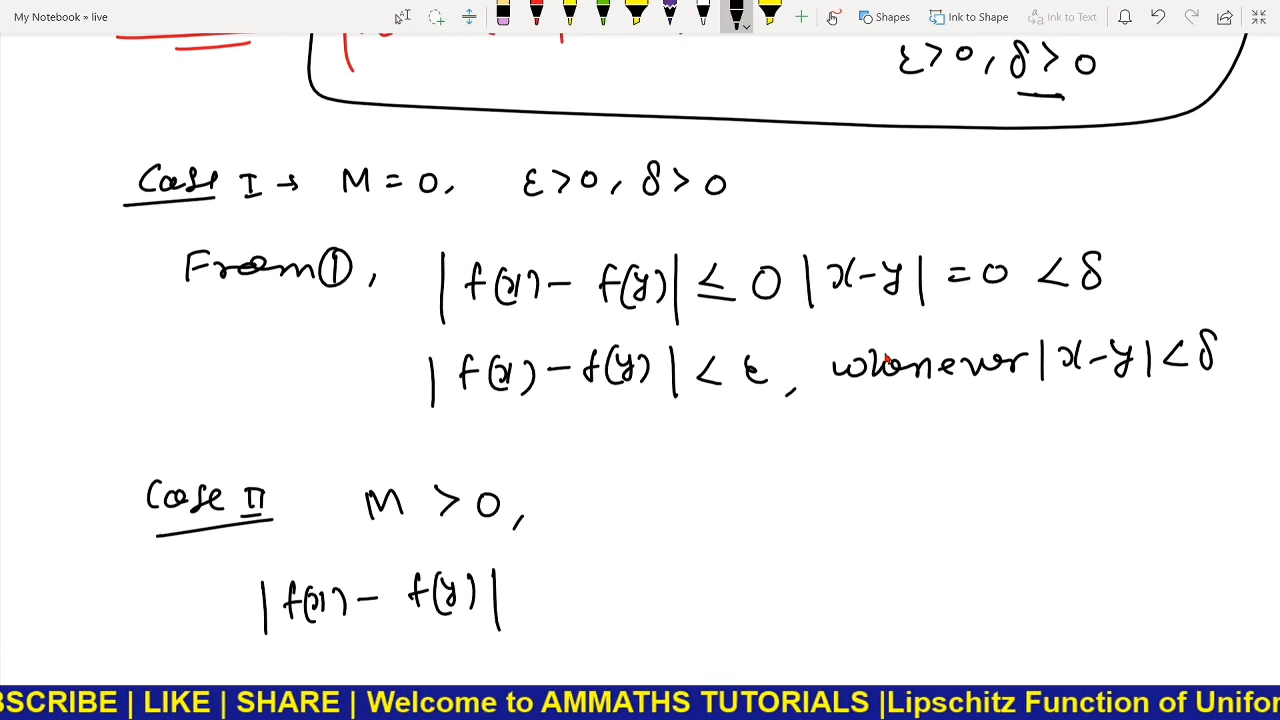 My Notebook » live
Shapes
Ink to Shape
Ink to Text
ε > 0, δ > 0
Case I → M = 0, ε > 0, δ > 0
From ①, |f(x) - f(y)| ≤ 0 |x-y| = 0 < δ
|f(x) - f(y)| < ε, whenever |x-y| < δ
Case II M > 0,
|f(x) - f(y)|
BSCRIBE | LIKE | SHARE | Welcome to AMMATHS TUTORIALS |Lipschitz Function of Unifor